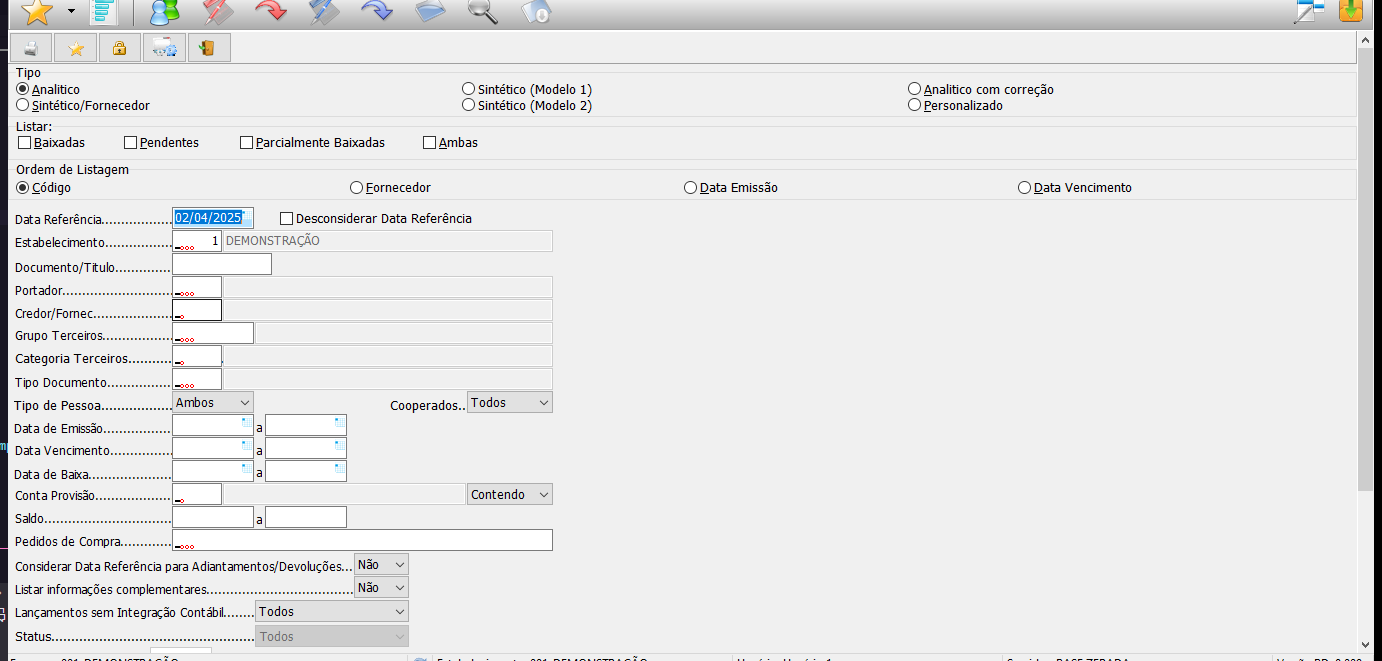 Tipo
Analitico Sintético (Modelo 1) Analitico com correção
Sintético/Fornecedor Sintético (Modelo 2) Personalizado
Listar:
Baixadas Pendentes Parcialmente Baixadas Ambas
Ordem de Listagem
Código Fornecedor Data Emissão Data Vencimento
Data Referência 02/04/2025 Desconsiderar Data Referência
Estabelecimento 1 DEMONSTRAÇÃO
Documento/Titulo
Portador
Credor/Fornec
Grupo Terceiros
Categoria Terceiros
Tipo Documento
Tipo de Pessoa Ambos Cooperados.. Todos
Data de Emissão a
Data Vencimento a
Data de Baixa a
Conta Provisão Contendo
Saldo a
Pedidos de Compra
Considerar Data Referência para Adiantamentos/Devoluções... Não
Listar informações complementares Não
Lançamentos sem Integração Contábil Todos
Status Todos